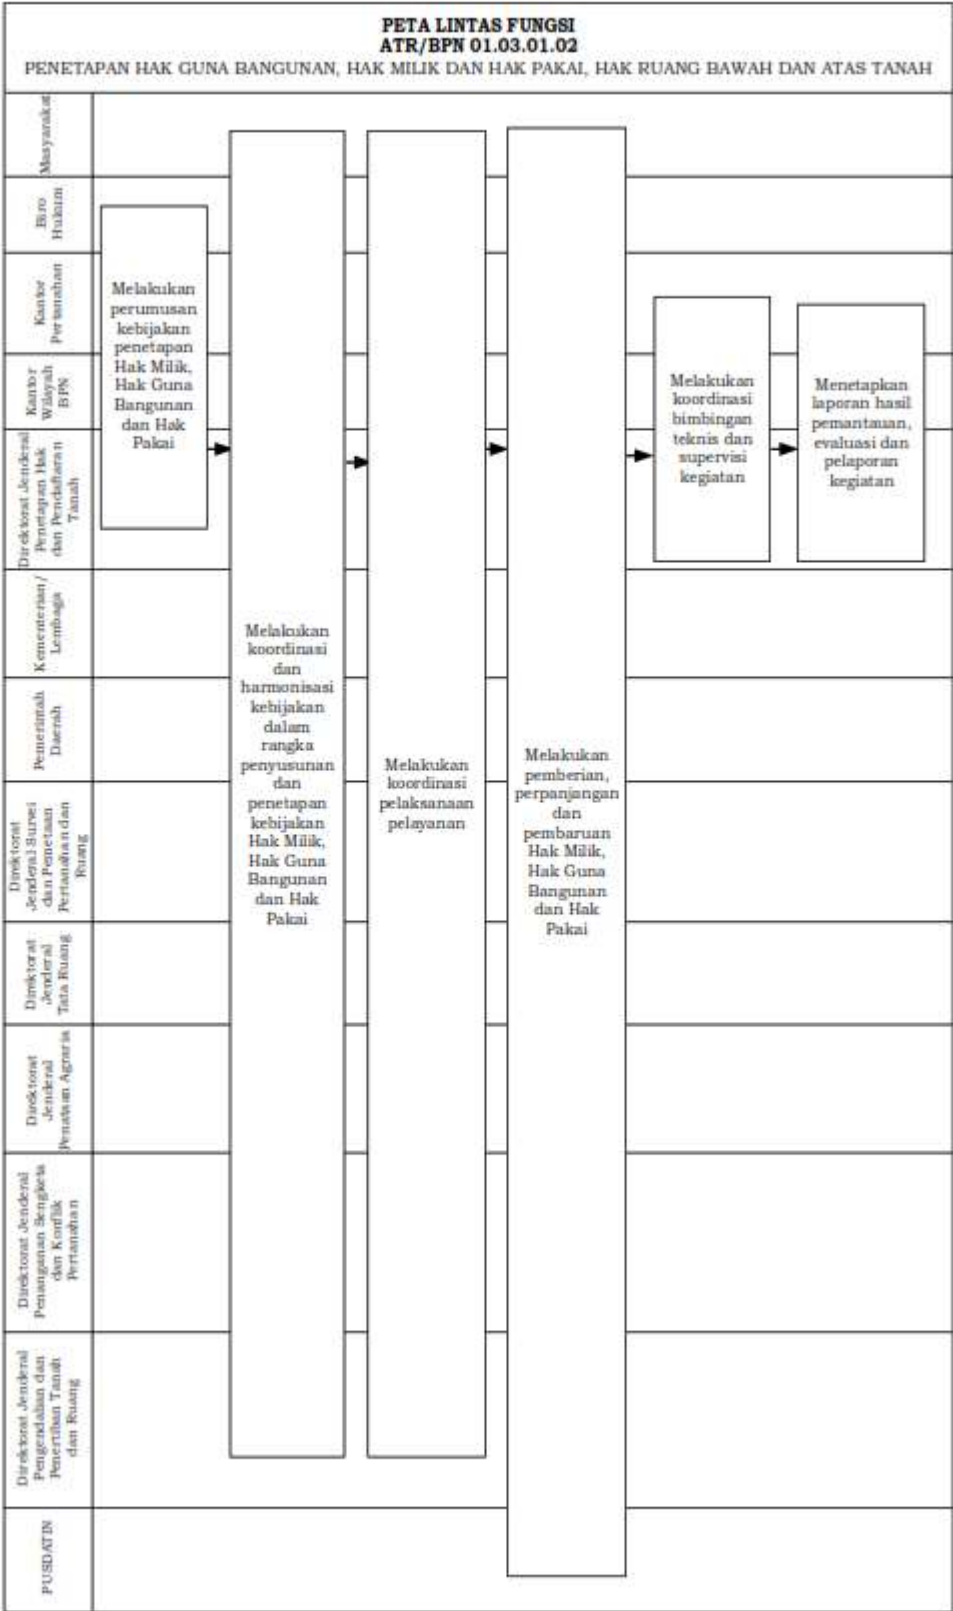 PETA LINTAS FUNGSI
ATR/BPN 01.03.01.02
PENETAPAN HAK GUNA BANGUNAN, HAK MILIK DAN HAK PAKAI, HAK RUANG BAWAH DAN ATAS TANAH
Masyarakat
Biro
Hukum
Kantor
Pertanahan
Kantor
Wilayah
BPN
Direktorat Jenderal
Penetapan Hak
dan Pendaftaran
Tanah
Kementerian/
Lembaga
Pemerintah
Daerah
Direktorat
Jenderal Survei
dan Pemetaan
Pertanahan dan
Ruang
Direktorat
Jenderal
Tata Ruang
Direktorat
Jenderal
Penataan Agraria
Direktorat Jenderal
Penanganan Sengketa
dan Konflik
Pertanahan
Direktorat Jenderal
Pengendalian dan
Penertiban Tanah
dan Ruang
PUSDATIN
Melakukan
perumusan
kebijakan
penetapan
Hak Milik,
Hak Guna
Bangunan
dan Hak
Pakai
Melakukan
koordinasi
dan
harmonisasi
kebijakan
dalam
rangka
penyusunan
dan
penetapan
kebijakan
Hak Milik,
Hak Guna
Bangunan
dan Hak
Pakai
Melakukan
koordinasi
pelaksanaan
pelayanan
Melakukan
pemberian,
perpanjangan
dan
pembaruan
Hak Milik,
Hak Guna
Bangunan
dan Hak
Pakai
Melakukan
koordinasi
bimbingan
teknis dan
supervisi
kegiatan
Menetapkan
laporan hasil
pemantauan,
evaluasi dan
pelaporan
kegiatan